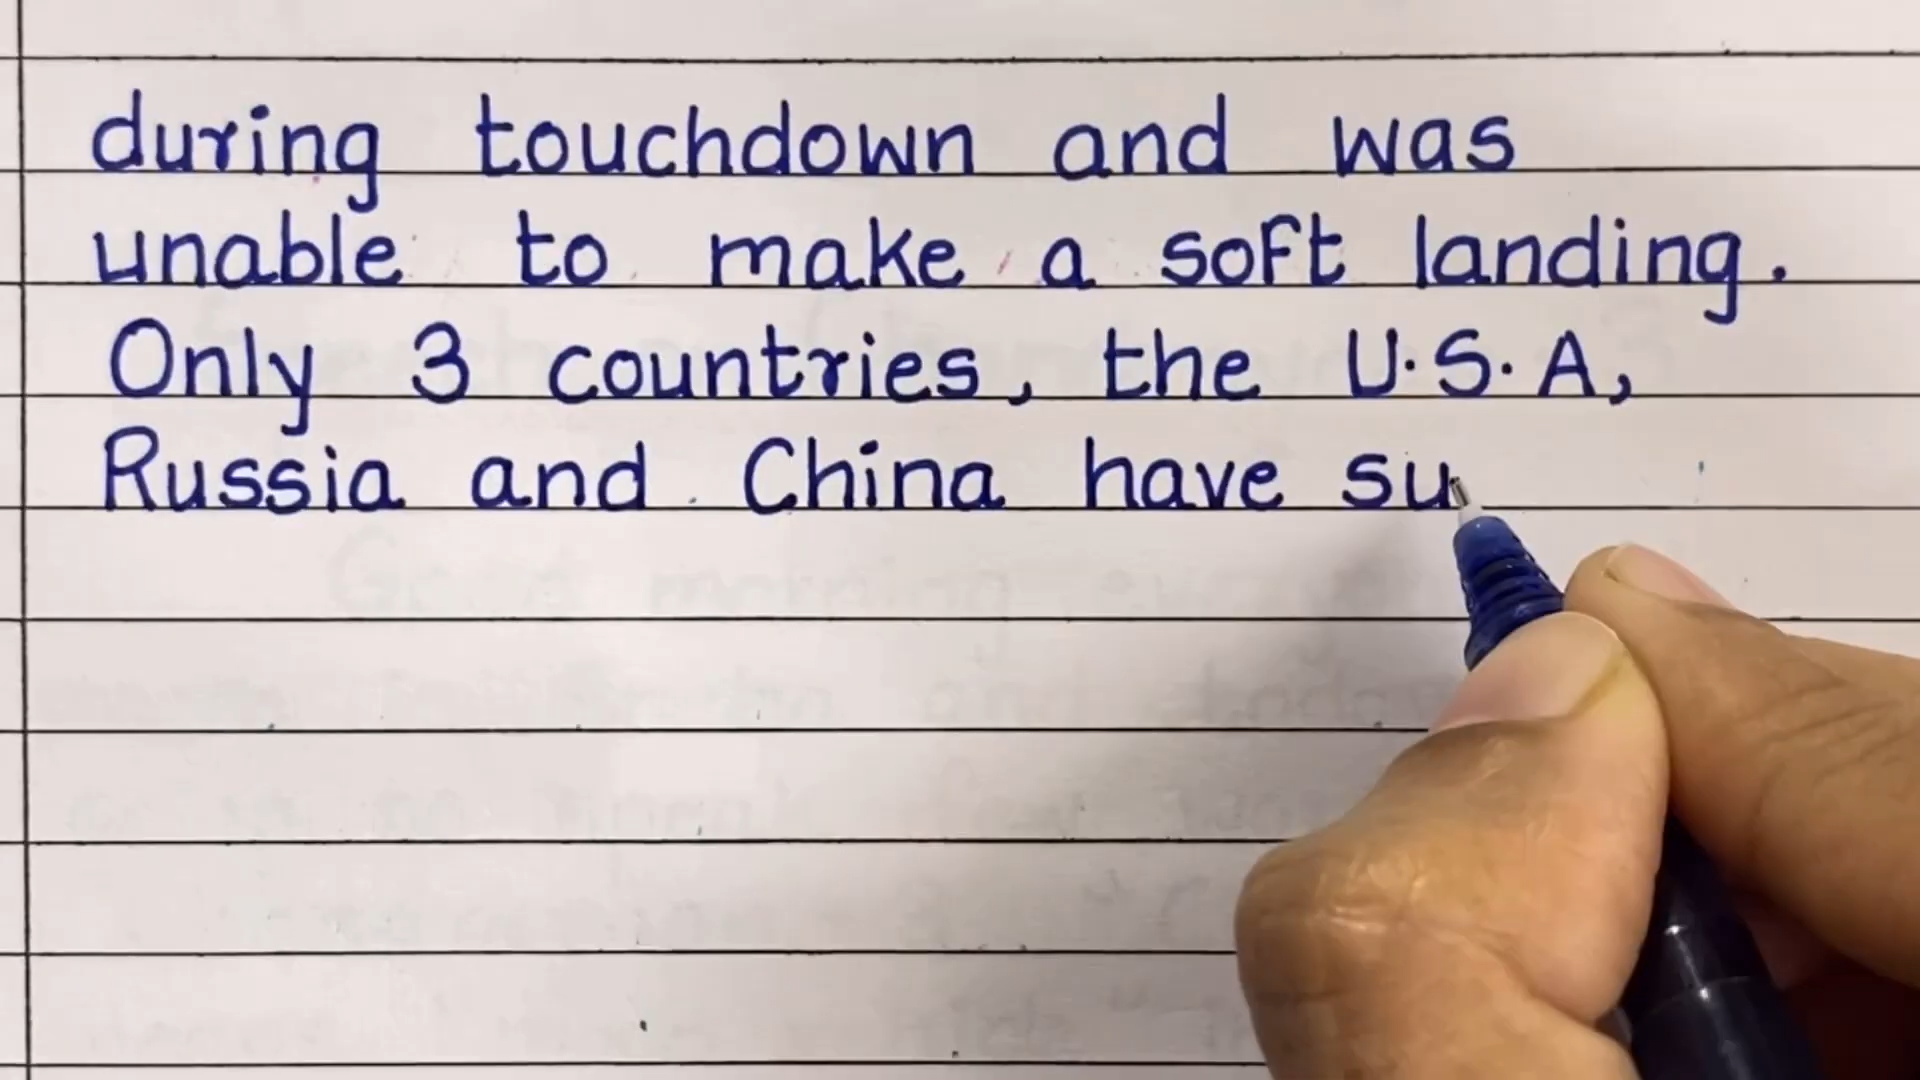 during touchdown and was
unable to make a soft landing.
Only 3 countries, the U.S.A,
Russia and China have su